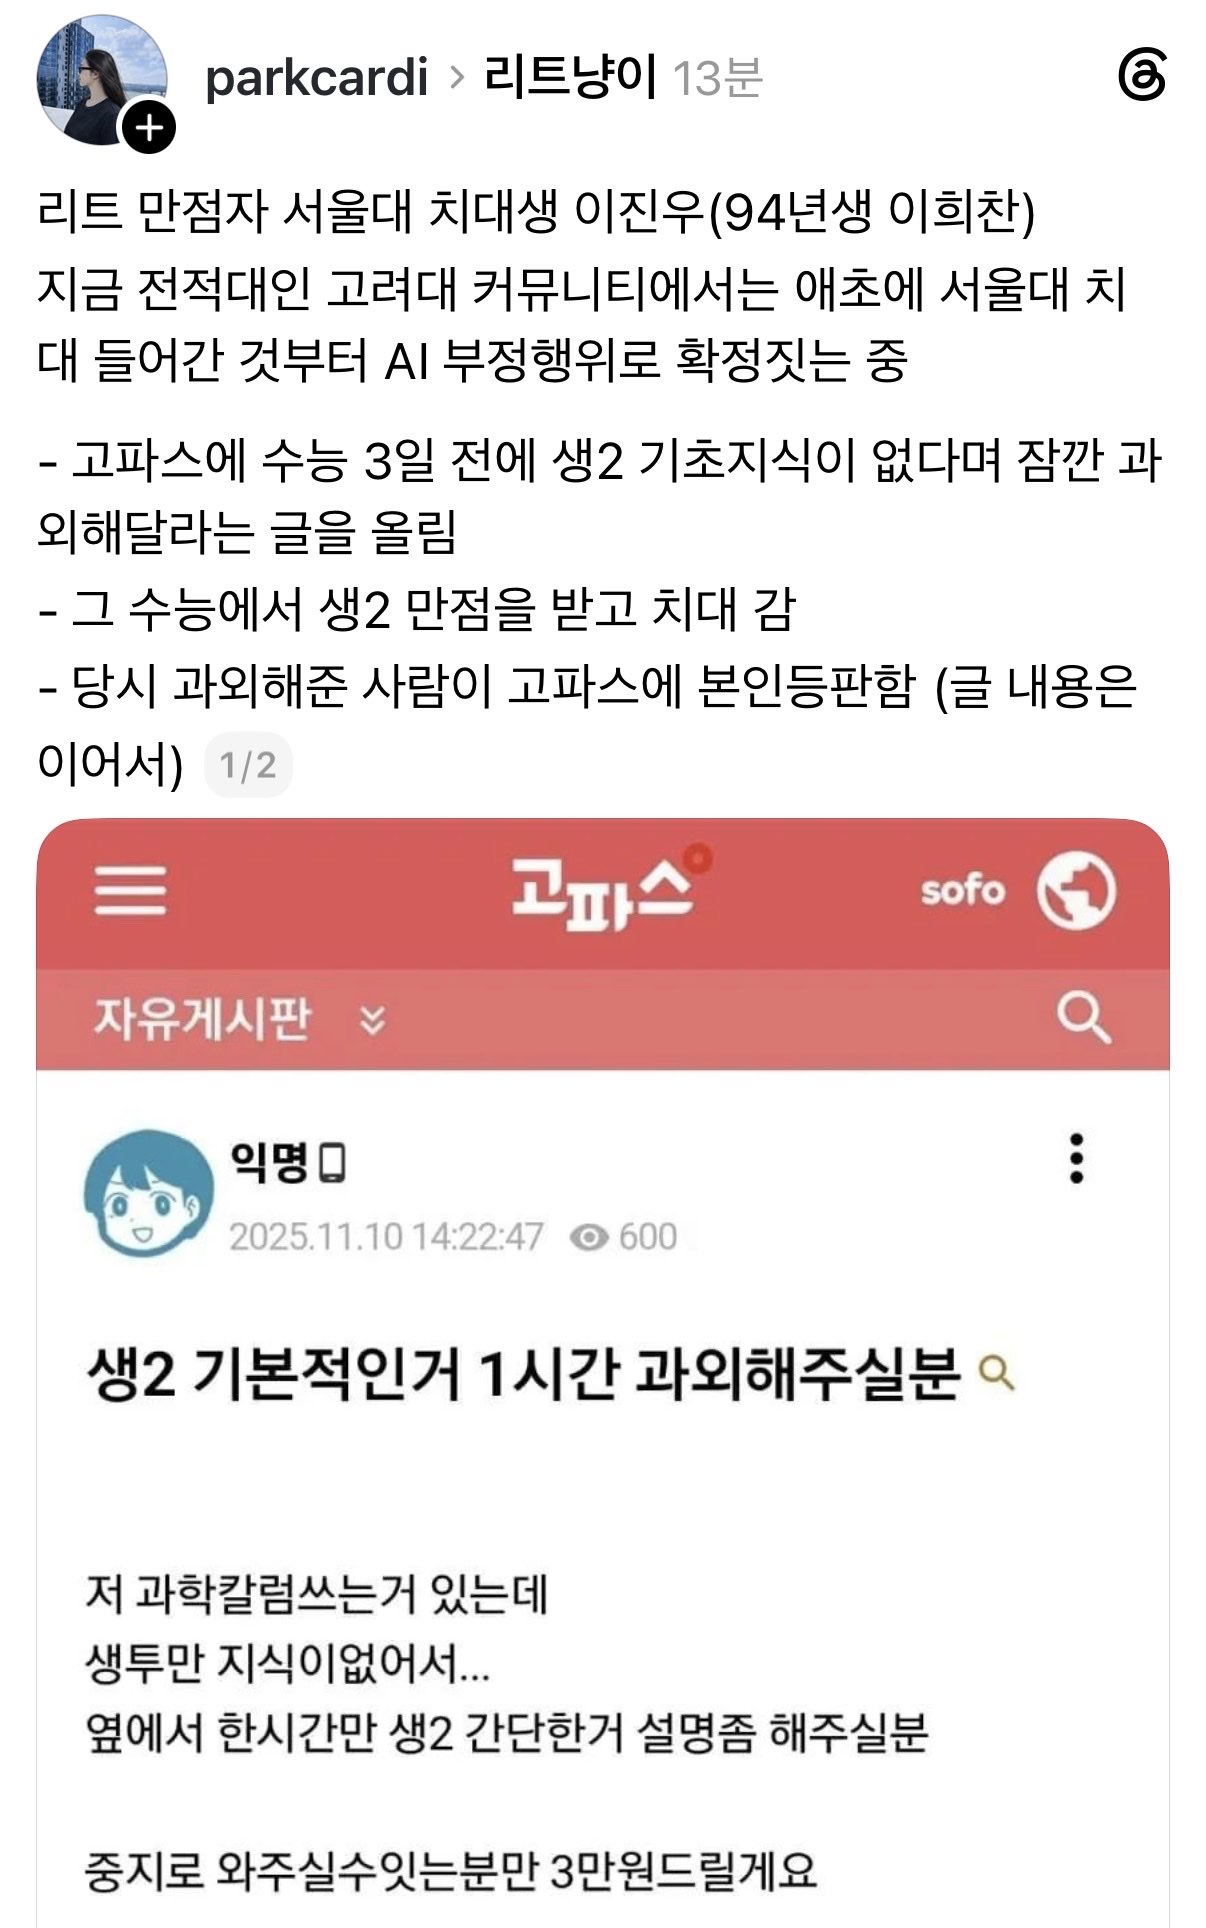 parkcardi > 리트냥이 13분
리트 만점자 서울대 치대생 이진우(94년생 이희찬)
지금 전적대인 고려대 커뮤니티에서는 애초에 서울대 치
대 들어간 것부터 AI 부정행위로 확정짓는 중
- 고파스에 수능 3일 전에 생2 기초지식이 없다며 잠깐 과
외해달라는 글을 올림
- 그 수능에서 생2 만점을 받고 치대 감
- 당시 과외해준 사람이 고파스에 본인등판함 (글 내용은
이어서) 1/2
고파스 sofo
자유게시판
익명
2025.11.10 14:22:47 600
생2 기본적인거 1시간 과외해주실분
저 과학칼럼쓰는거 있는데
생투만 지식이없어서...
옆에서 한시간만 생2 간단한거 설명좀 해주실분
중지로 와주실수잇는분만 3만원드릴게요